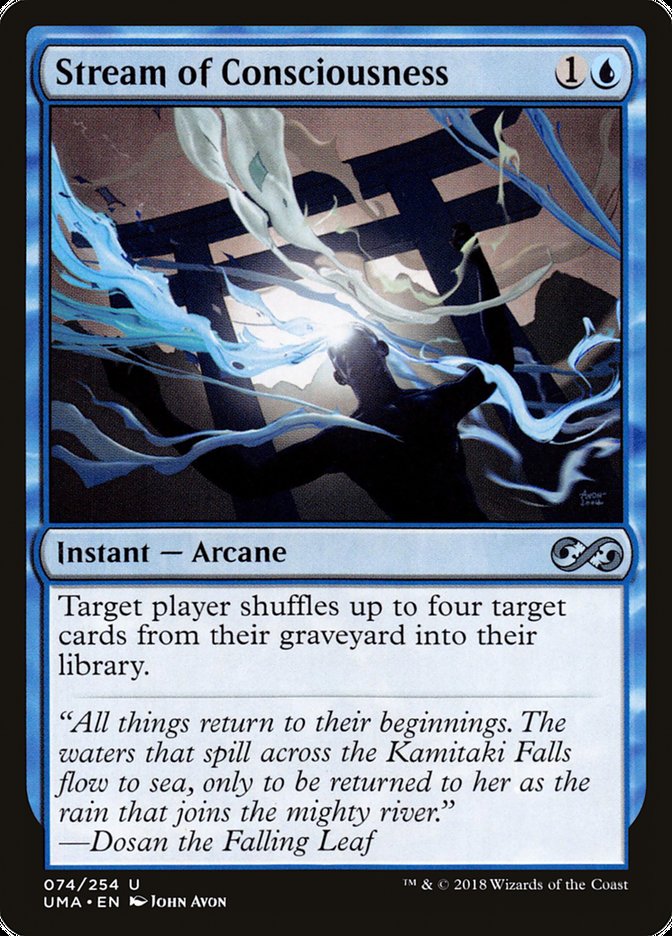 Stream of Consciousness
1
AVON
2004
Instant — Arcane
Target player shuffles up to four target
cards from their graveyard into their
library.
“All things return to their beginnings. The
waters that spill across the Kamitaki Falls
flow to sea, only to be returned to her as the
rain that joins the mighty river.”
—Dosan the Falling Leaf
074/254 U
™ & © 2018 Wizards of the Coast
UMA • EN John Avon